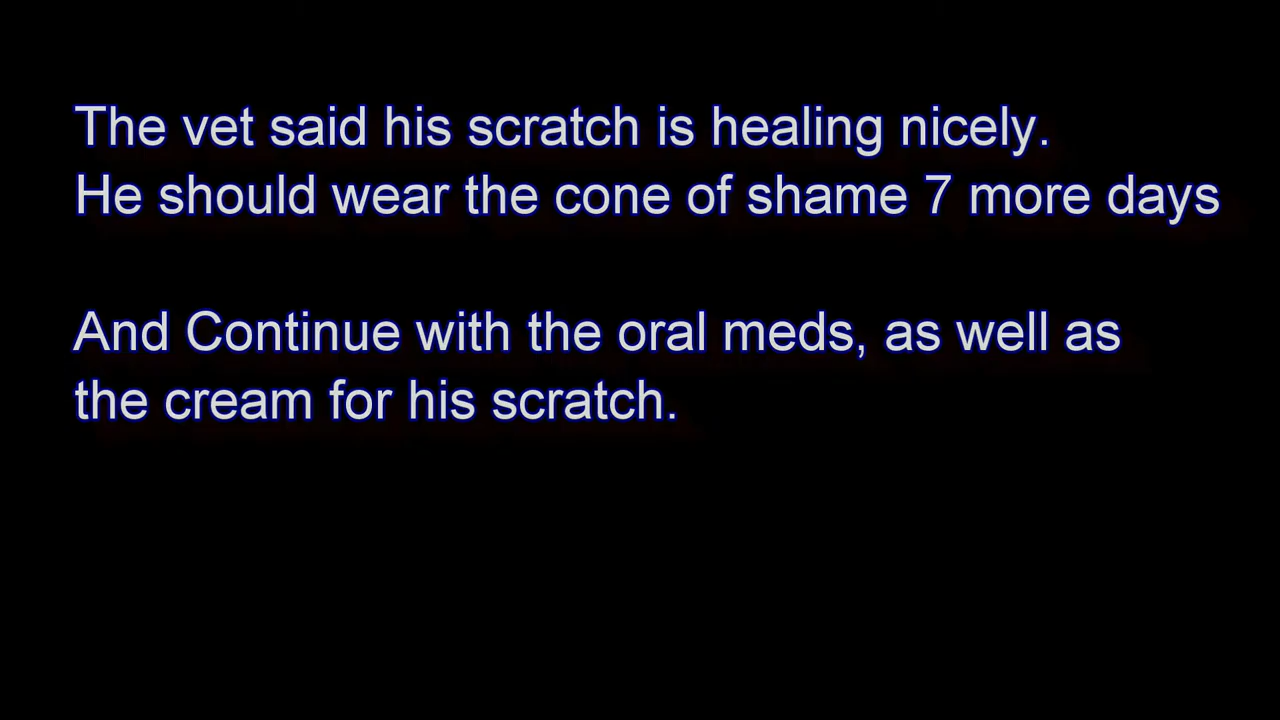 The vet said his scratch is healing nicely.
He should wear the cone of shame 7 more days
And Continue with the oral meds, as well as
the cream for his scratch.